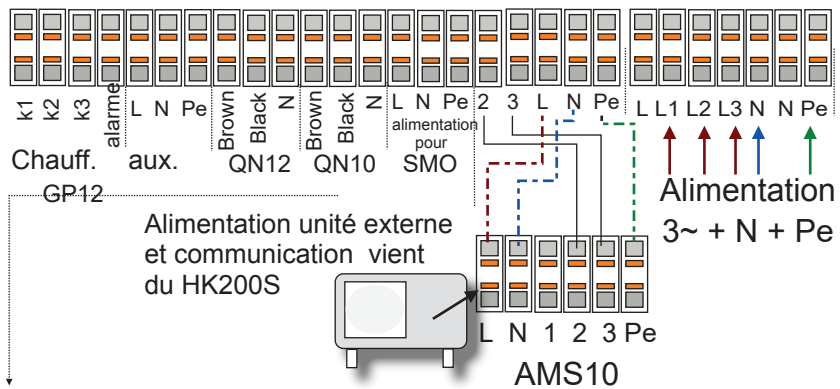 k1 k2 k3 alarme L N Pe Brown Black N Brown Black N L N Pe 2 3 L N Pe L L1 L2 L3 N N Pe
alimentation
pour
Chauff. aux. QN12 QN10 SMO
GP12
Alimentation
3~ + N + Pe
Alimentation unité externe
et communication vient
du HK200S
L N 1 2 3 Pe
AMS10